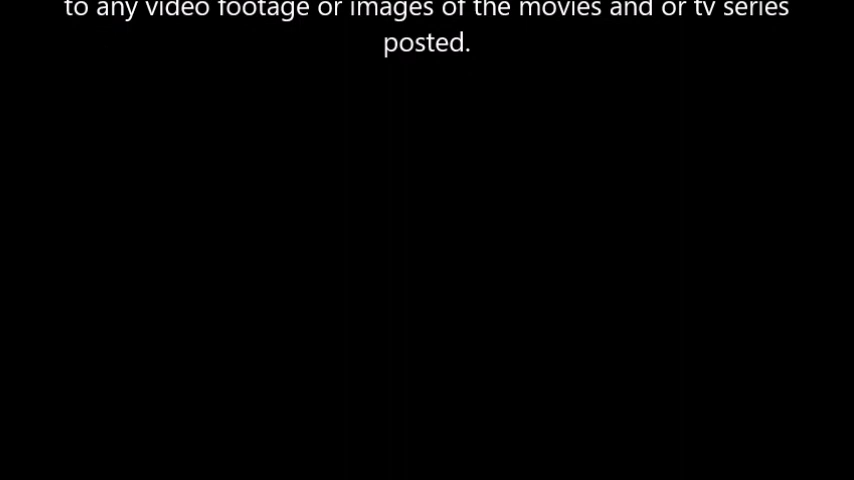 to any video footage or images of the movies and or tv series
posted.